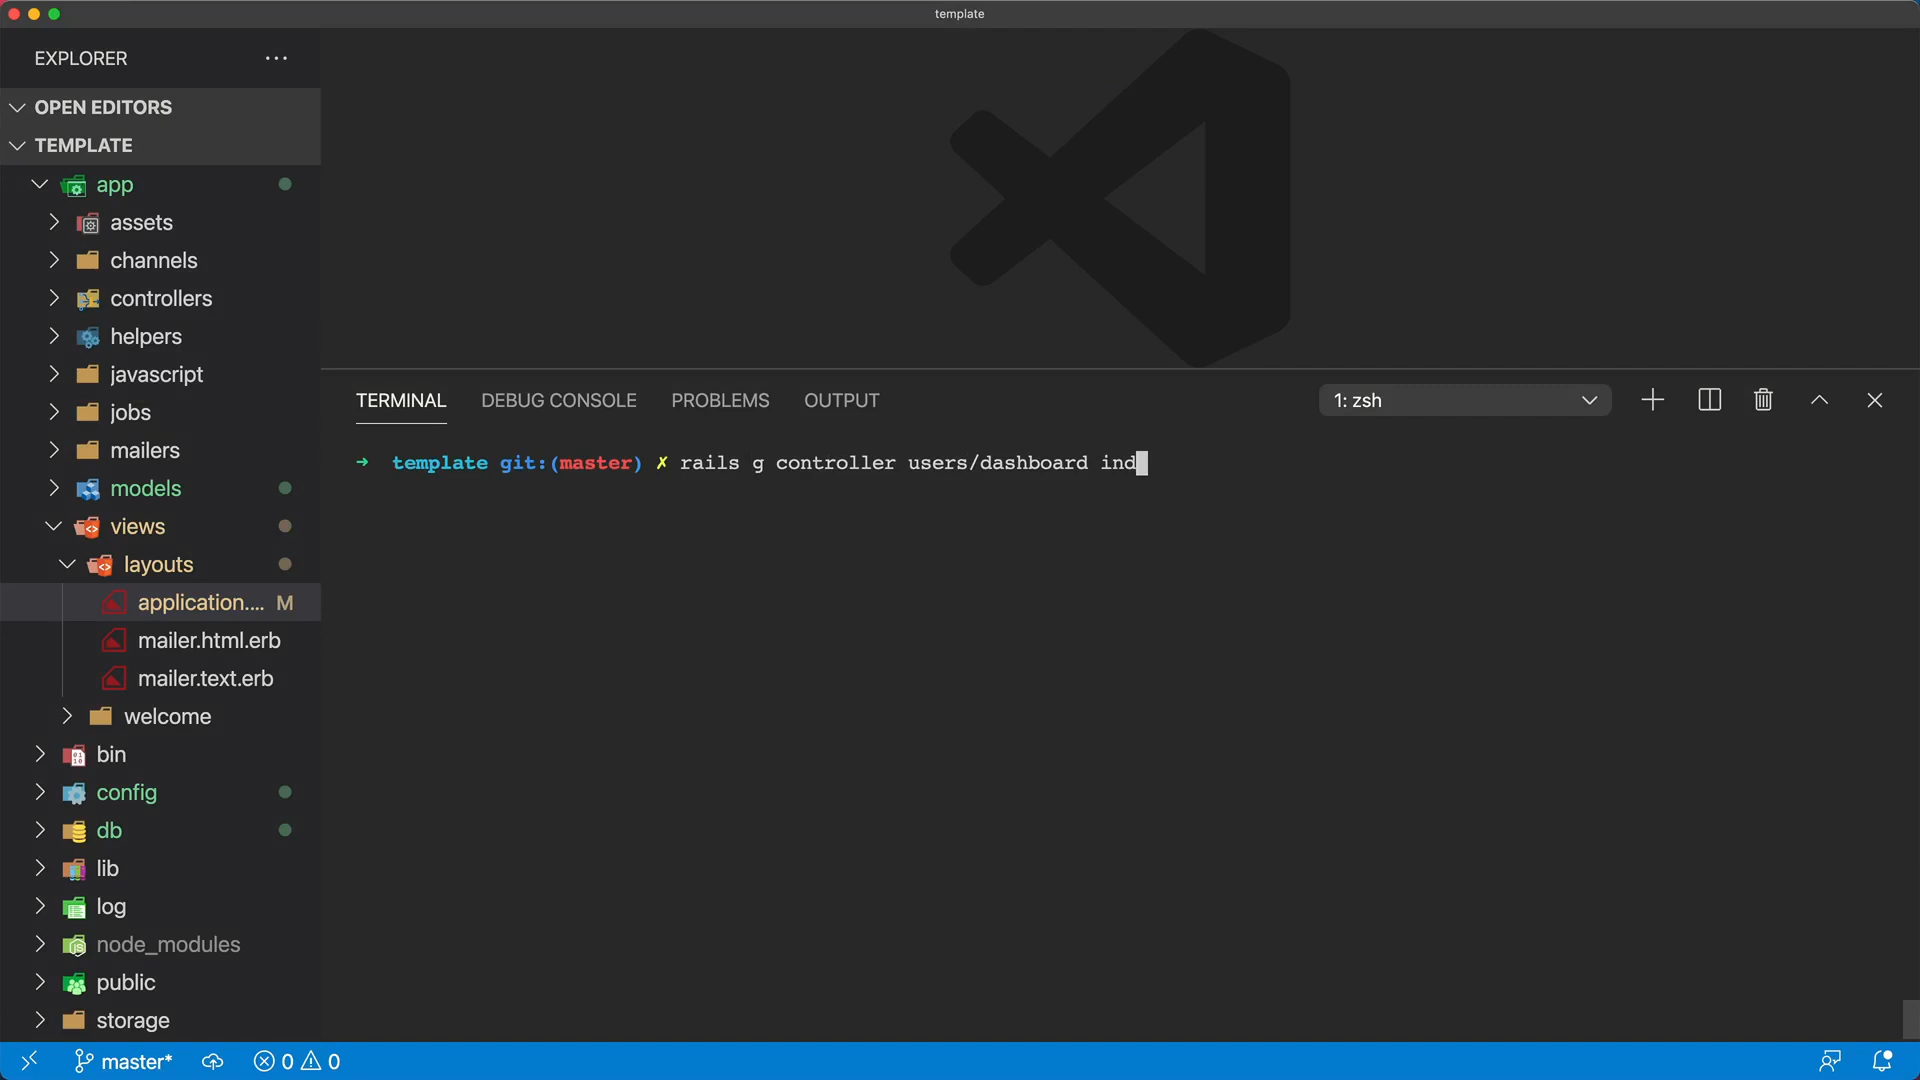 template
EXPLORER
OPEN EDITORS
TEMPLATE
app
assets
channels
controllers
helpers
javascript
jobs
mailers
models
views
layouts
application.... M
mailer.html.erb
mailer.text.erb
welcome
bin
config
db
lib
log
node_modules
public
storage
TERMINAL DEBUG CONSOLE PROBLEMS OUTPUT 1: zsh
→ template git:(master) ✗ rails g controller users/dashboard ind
master* 0 0